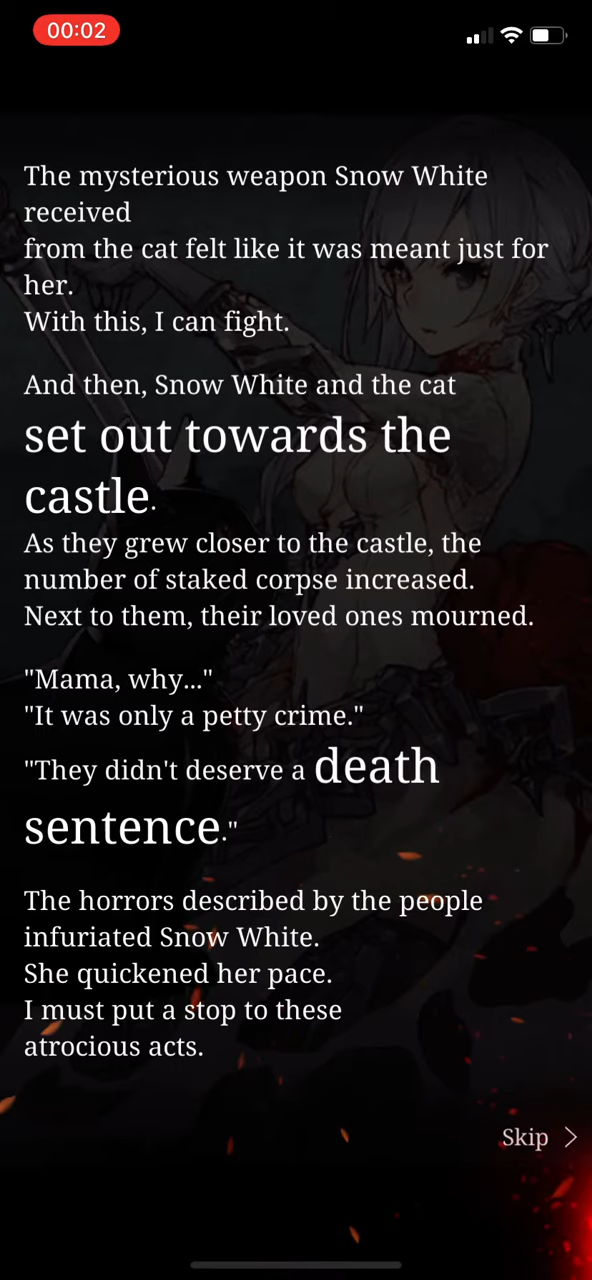 00:02
The mysterious weapon Snow White
received
from the cat felt like it was meant just for
her.
With this, I can fight.
And then, Snow White and the cat
set out towards the
castle.
As they grew closer to the castle, the
number of staked corpse increased.
Next to them, their loved ones mourned.
"Mama, why..."
"It was only a petty crime."
"They didn't deserve a death
sentence."
The horrors described by the people
infuriated Snow White.
She quickened her pace.
I must put a stop to these
atrocious acts.
Skip >